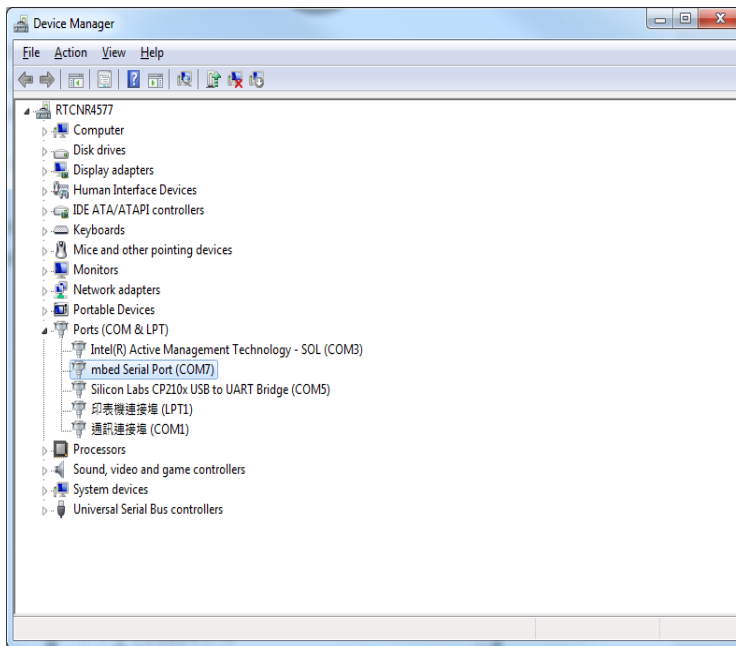 Device Manager
File Action View Help
RTCNR4577
Computer
Disk drives
Display adapters
Human Interface Devices
IDE ATA/ATAPI controllers
Keyboards
Mice and other pointing devices
Monitors
Network adapters
Portable Devices
Ports (COM & LPT)
Intel(R) Active Management Technology - SOL (COM3)
mbed Serial Port (COM7)
Silicon Labs CP210x USB to UART Bridge (COM5)
印表機連接埠 (LPT1)
通訊連接埠 (COM1)
Processors
Sound, video and game controllers
System devices
Universal Serial Bus controllers